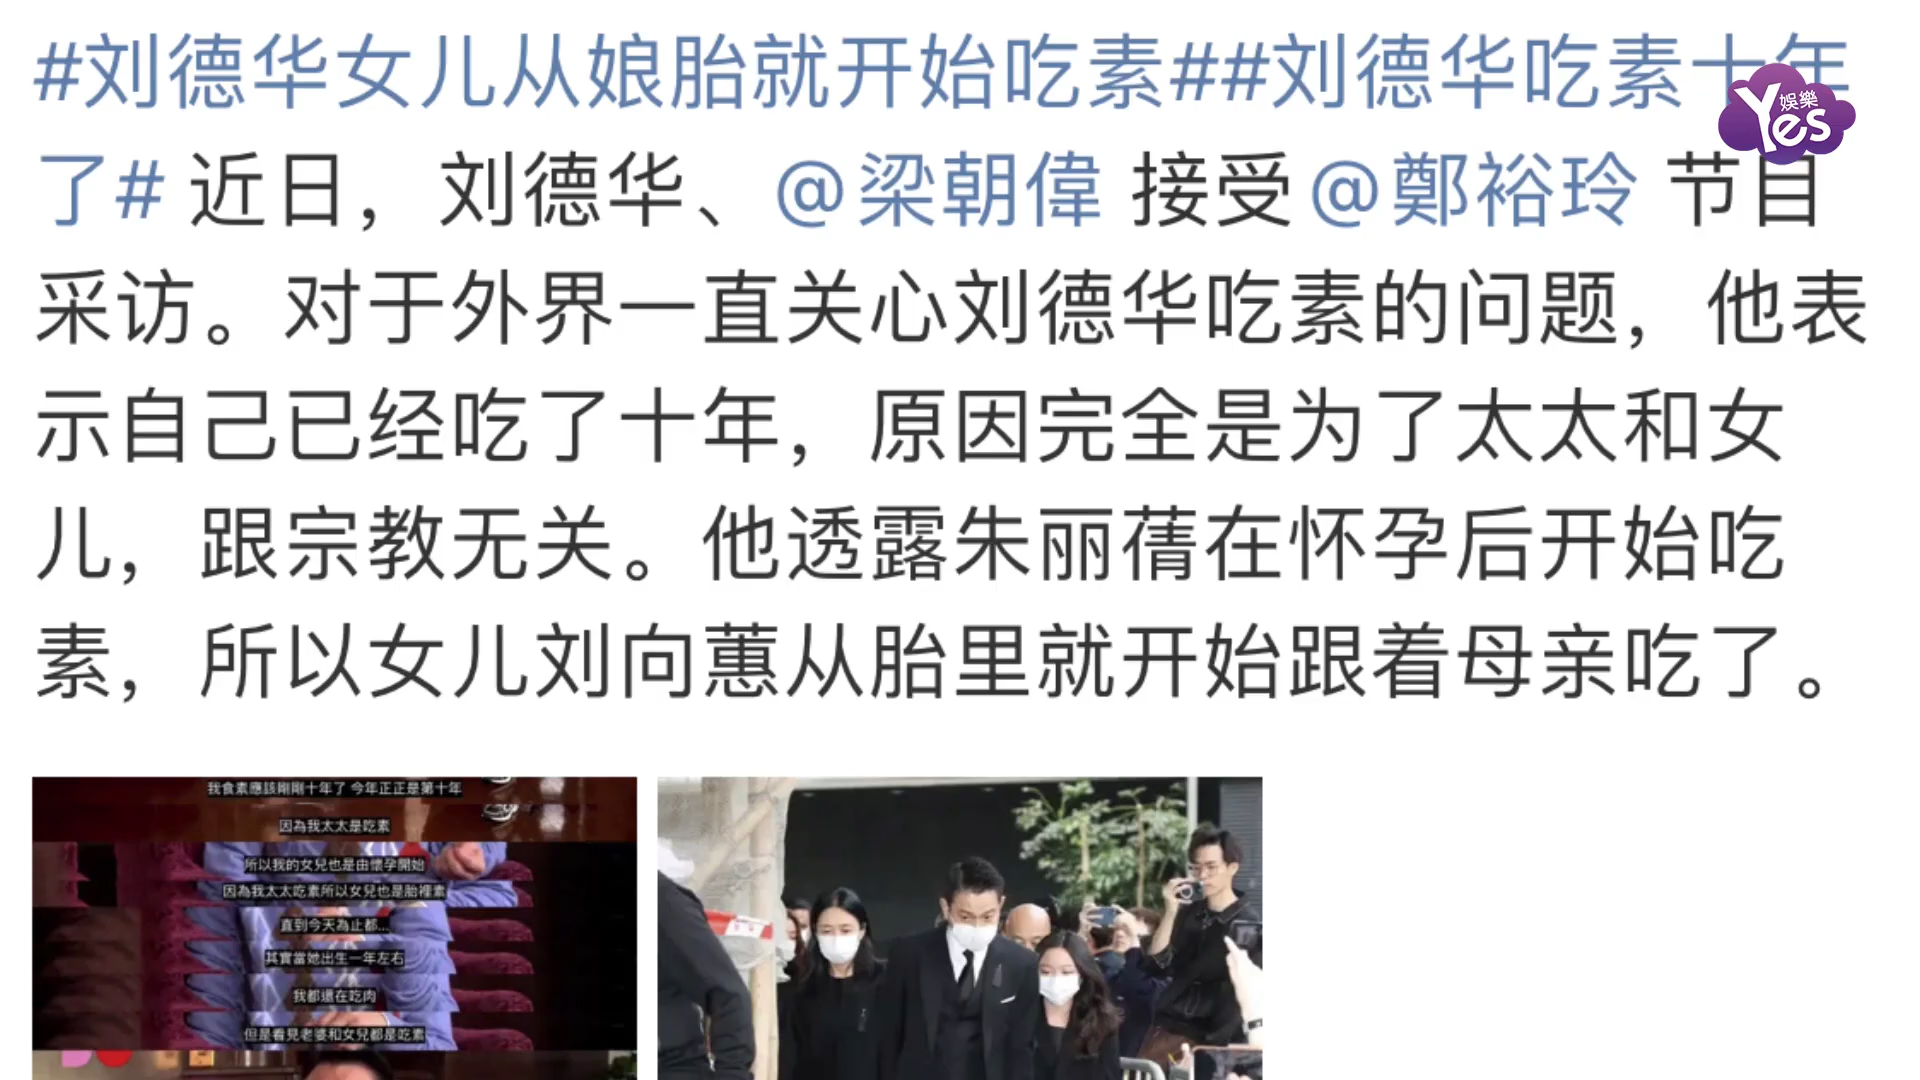 #刘德华女儿从娘胎就开始吃素##刘德华吃素十年
了# 近日，刘德华、@梁朝偉 接受@鄭裕玲 节目
采访。对于外界一直关心刘德华吃素的问题，他表
示自己已经吃了十年，原因完全是为了太太和女
儿，跟宗教无关。他透露朱丽蒨在怀孕后开始吃
素，所以女儿刘向蕙从胎里就开始跟着母亲吃了。
Yes 娛樂
我食素應該剛剛十年了 今年正正是第十年
因為我太太是吃素
所以我的女兒也是由懷孕開始
因為我太太吃素所以女兒也是胎裡素
直到今天為止都...
其實當她出生一年左右
我都還在吃肉
但是看見老婆和女兒都是吃素